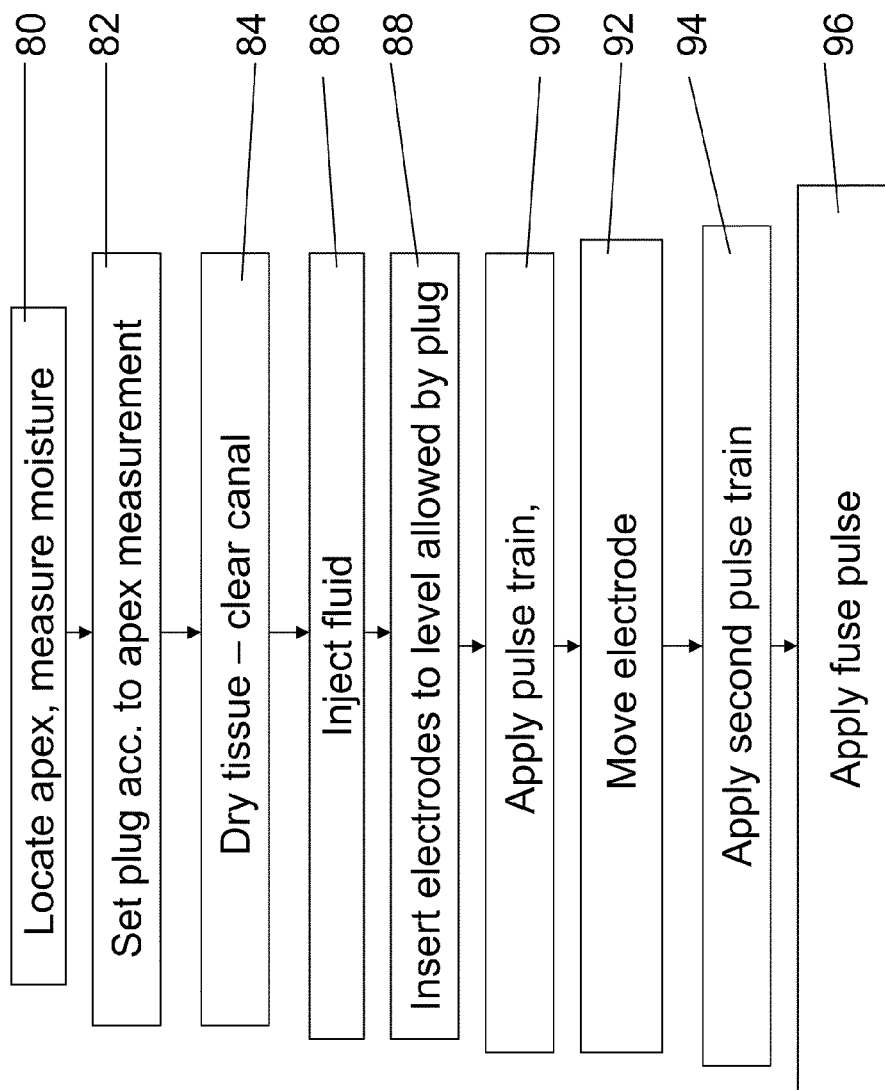 Locate apex, measure moisture
80
Set plug acc. to apex measurement
82
Dry tissue – clear canal
84
Inject fluid
86
Insert electrodes to level allowed by plug
88
Apply pulse train,
90
Move electrode
92
Apply second pulse train
94
Apply fuse pulse
96